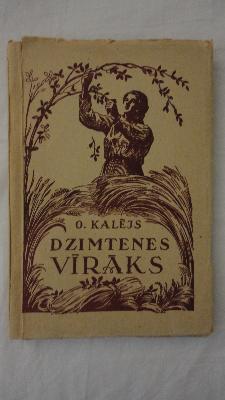 O. KALĒJS
DZIMTENES
VĪRAKS